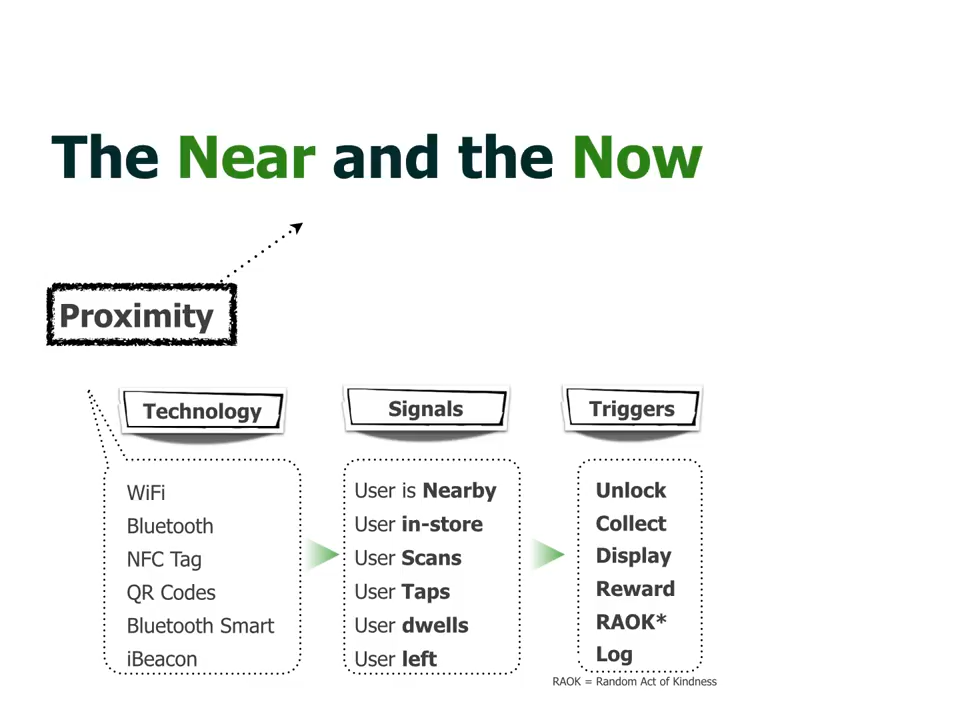 The Near and the Now
Proximity
Technology
WiFi
Bluetooth
NFC Tag
QR Codes
Bluetooth Smart
iBeacon
Signals
User is Nearby
User in-store
User Scans
User Taps
User dwells
User left
Triggers
Unlock
Collect
Display
Reward
RAOK*
Log
RAOK = Random Act of Kindness